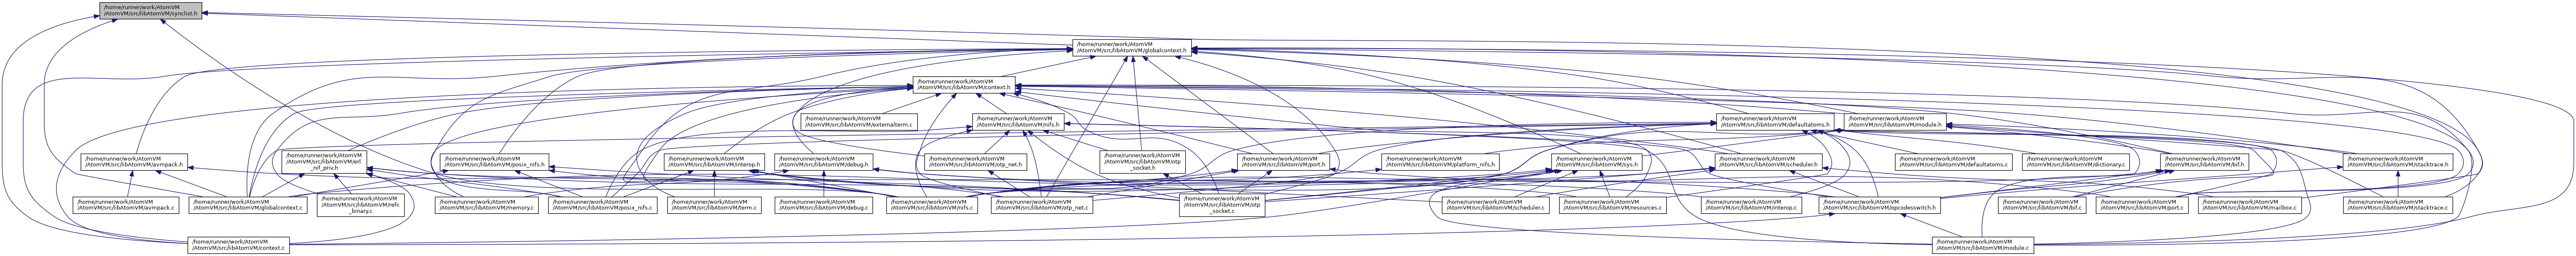 /home/runner/work/AtomVM
/AtomVM/src/libAtomVM/synclist.h
/home/runner/work/AtomVM
/AtomVM/src/libAtomVM/globalcontext.h
/home/runner/work/AtomVM
/AtomVM/src/libAtomVM/context.h
/home/runner/work/AtomVM
/AtomVM/src/libAtomVM/externalterm.c
/home/runner/work/AtomVM
/AtomVM/src/libAtomVM/nifs.h
/home/runner/work/AtomVM
/AtomVM/src/libAtomVM/defaultatoms.h
/home/runner/work/AtomVM
/AtomVM/src/libAtomVM/module.h
/home/runner/work/AtomVM
/AtomVM/src/libAtomVM/avmpack.h
/home/runner/work/AtomVM
/AtomVM/src/libAtomVM/erl
_nif_priv.h
/home/runner/work/AtomVM
/AtomVM/src/libAtomVM/posix_nifs.h
/home/runner/work/AtomVM
/AtomVM/src/libAtomVM/interop.h
/home/runner/work/AtomVM
/AtomVM/src/libAtomVM/debug.h
/home/runner/work/AtomVM
/AtomVM/src/libAtomVM/otp_net.h
/home/runner/work/AtomVM
/AtomVM/src/libAtomVM/otp
_socket.h
/home/runner/work/AtomVM
/AtomVM/src/libAtomVM/port.h
/home/runner/work/AtomVM
/AtomVM/src/libAtomVM/platform_nifs.h
/home/runner/work/AtomVM
/AtomVM/src/libAtomVM/sys.h
/home/runner/work/AtomVM
/AtomVM/src/libAtomVM/scheduler.h
/home/runner/work/AtomVM
/AtomVM/src/libAtomVM/defaultatoms.c
/home/runner/work/AtomVM
/AtomVM/src/libAtomVM/dictionary.c
/home/runner/work/AtomVM
/AtomVM/src/libAtomVM/bif.h
/home/runner/work/AtomVM
/AtomVM/src/libAtomVM/stacktrace.h
/home/runner/work/AtomVM
/AtomVM/src/libAtomVM/avmpack.c
/home/runner/work/AtomVM
/AtomVM/src/libAtomVM/globalcontext.c
/home/runner/work/AtomVM
/AtomVM/src/libAtomVM/refc
_binary.c
/home/runner/work/AtomVM
/AtomVM/src/libAtomVM/memory.c
/home/runner/work/AtomVM
/AtomVM/src/libAtomVM/posix_nifs.c
/home/runner/work/AtomVM
/AtomVM/src/libAtomVM/term.c
/home/runner/work/AtomVM
/AtomVM/src/libAtomVM/debug.c
/home/runner/work/AtomVM
/AtomVM/src/libAtomVM/nifs.c
/home/runner/work/AtomVM
/AtomVM/src/libAtomVM/otp_net.c
/home/runner/work/AtomVM
/AtomVM/src/libAtomVM/otp
_socket.c
/home/runner/work/AtomVM
/AtomVM/src/libAtomVM/scheduler.c
/home/runner/work/AtomVM
/AtomVM/src/libAtomVM/resources.c
/home/runner/work/AtomVM
/AtomVM/src/libAtomVM/interop.c
/home/runner/work/AtomVM
/AtomVM/src/libAtomVM/opcodesswitch.h
/home/runner/work/AtomVM
/AtomVM/src/libAtomVM/bif.c
/home/runner/work/AtomVM
/AtomVM/src/libAtomVM/port.c
/home/runner/work/AtomVM
/AtomVM/src/libAtomVM/mailbox.c
/home/runner/work/AtomVM
/AtomVM/src/libAtomVM/stacktrace.c
/home/runner/work/AtomVM
/AtomVM/src/libAtomVM/context.c
/home/runner/work/AtomVM
/AtomVM/src/libAtomVM/module.c